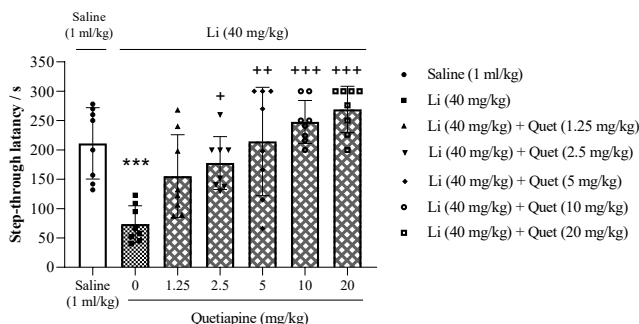 Saline
(1 ml/kg)
Li (40 mg/kg)
Step-through latancy / s
350
300
250
200
150
100
50
0
***
+
++
+++
+++
Saline
(1 ml/kg)
0
1.25
2.5
5
10
20
Quetiapine (mg/kg)
Saline (1 ml/kg)
Li (40 mg/kg)
Li (40 mg/kg) + Quet (1.25 mg/kg)
Li (40 mg/kg) + Quet (2.5 mg/kg)
Li (40 mg/kg) + Quet (5 mg/kg)
Li (40 mg/kg) + Quet (10 mg/kg)
Li (40 mg/kg) + Quet (20 mg/kg)